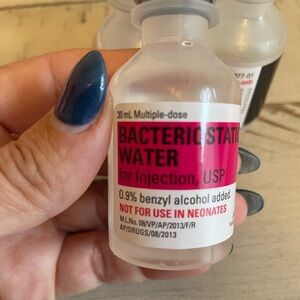 30 mL Multiple-dose
BACTERIOSTATI
WATER
for Injection, USP
0.9% benzyl alcohol added.
NOT FOR USE IN NEONATES
M.L.No. 08/VP/AP/2013/F/R
AP/DRUGS/08/2013